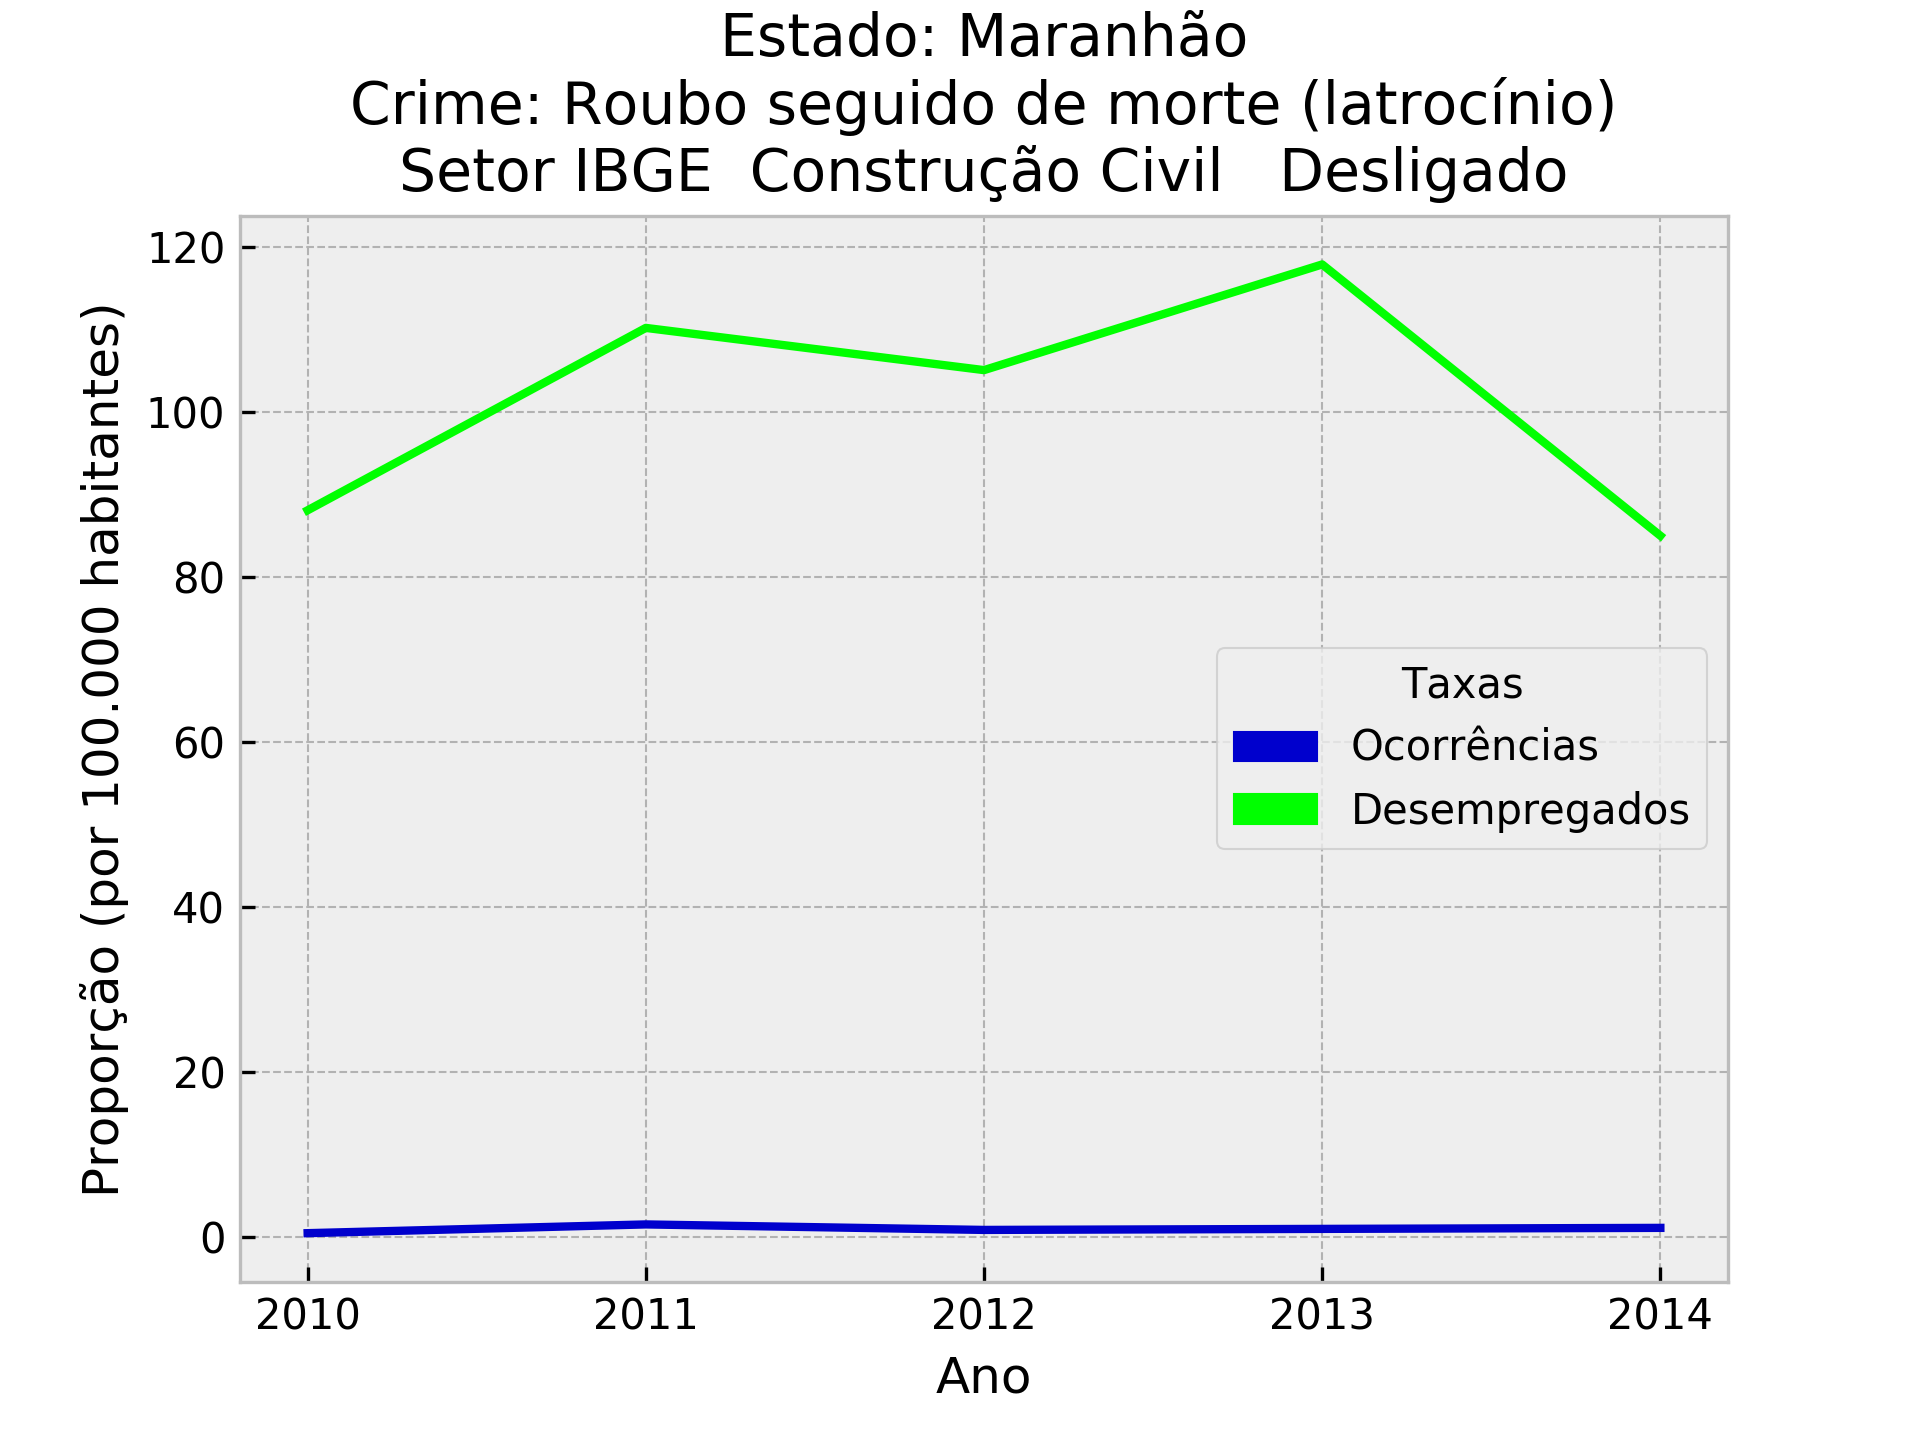 Estado: Maranhão
Crime: Roubo seguido de morte (latrocínio)
Setor IBGE  Construção Civil   Desligado
Proporção (por 100.000 habitantes)
120
100
80
60
40
20
0
Taxas
Ocorrências
Desempregados
2010 2011 2012 2013 2014
Ano